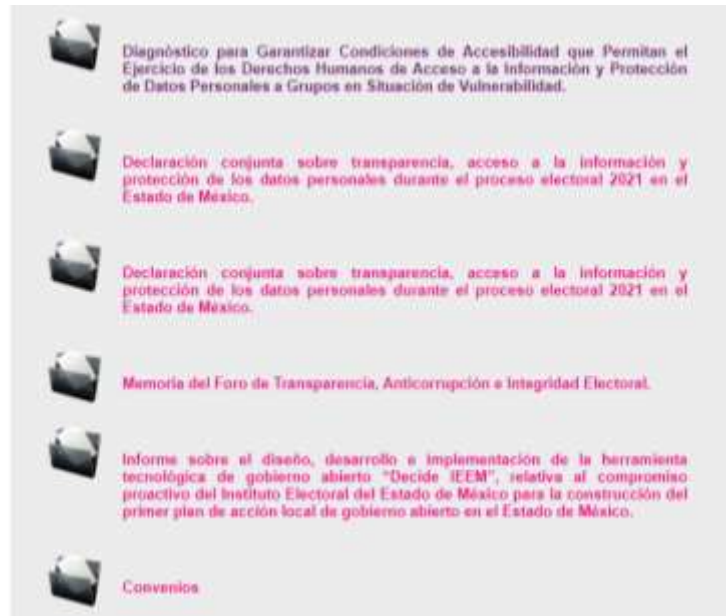 Diagnóstico para Garantizar Condiciones de Accesibilidad que Permitan el
Ejercicio de los Derechos Humanos de Acceso a la Información y Protección
de Datos Personales a Grupos en Situación de Vulnerabilidad.
Declaración conjunta sobre transparencia, acceso a la información y
protección de los datos personales durante el proceso electoral 2021 en el
Estado de México.
Declaración conjunta sobre transparencia, acceso a la información y
protección de los datos personales durante el proceso electoral 2021 en el
Estado de México.
Memoria del Foro de Transparencia, Anticorrupción e Integridad Electoral.
Informe sobre el diseño, desarrollo e implementación de la herramienta
tecnológica de gobierno abierto “Decide IEEM”, relativa al compromiso
proactivo del Instituto Electoral del Estado de México para la construcción del
primer plan de acción local de gobierno abierto en el Estado de México.
Convenios